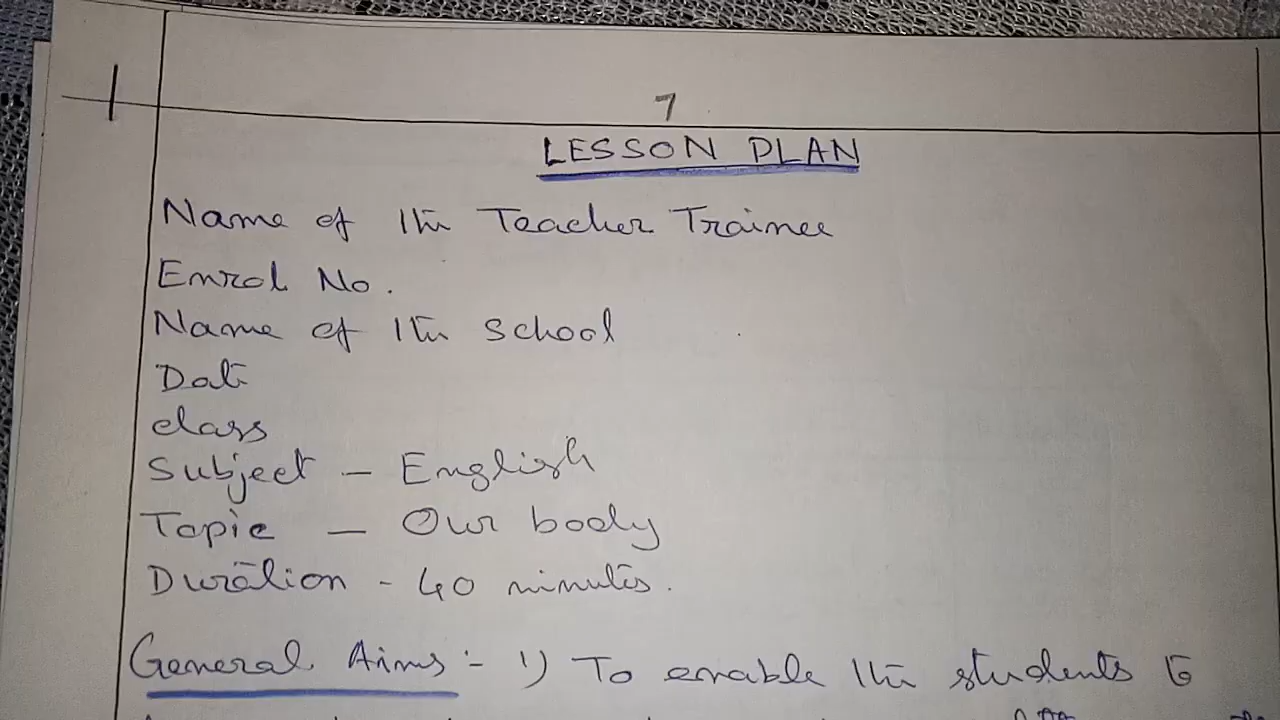 7
LESSON PLAN
Name of the Teacher Trainee
Enrol No.
Name of the school
Date
class
Subject - English
Topic - Our body
Duration - 40 minutes.
General Aims :- 1) To enable the students to